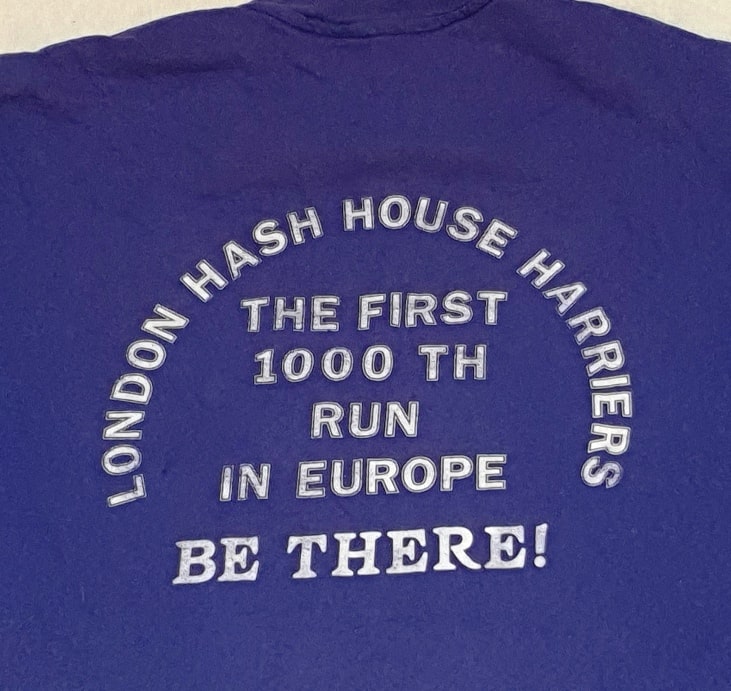 LONDON HASH HOUSE HARRIERS
THE FIRST
1000 TH
RUN
IN EUROPE
BE THERE!